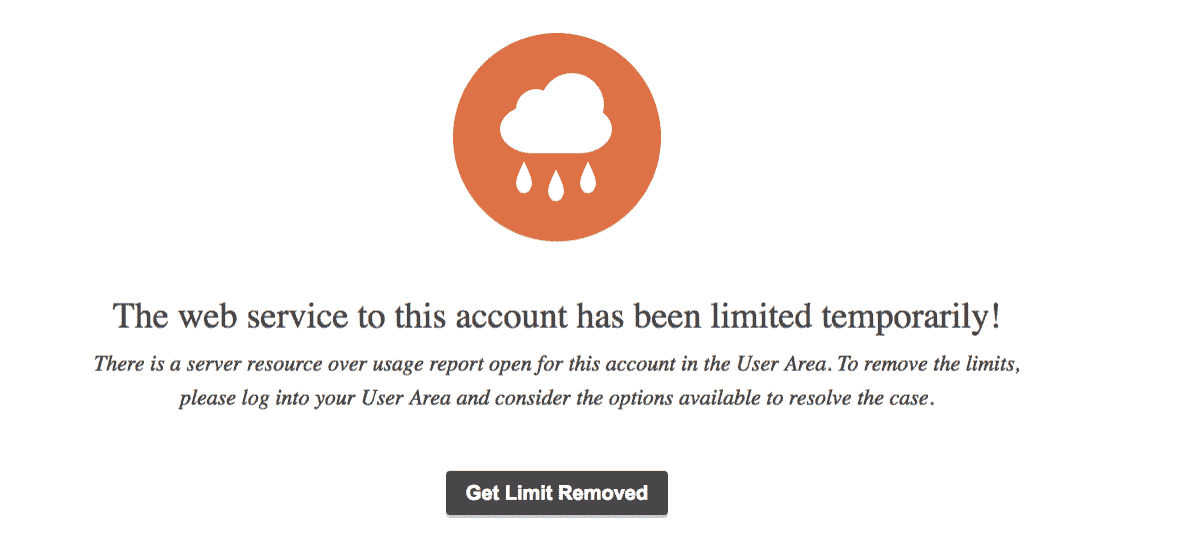 The web service to this account has been limited temporarily!
There is a server resource over usage report open for this account in the User Area. To remove the limits,
please log into your User Area and consider the options available to resolve the case.
Get Limit Removed